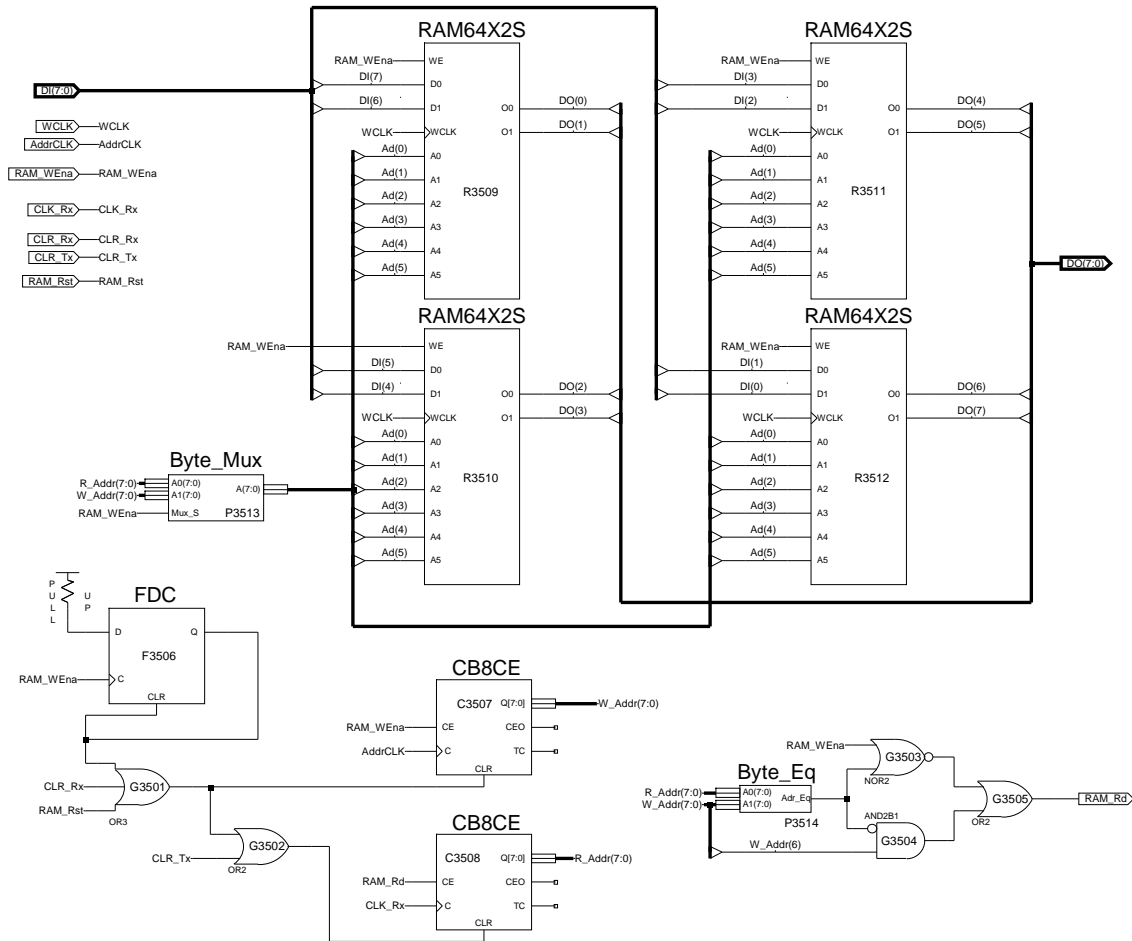 RAM64X2S
RAM_WEna
WE
DI(7)
D0
DI(6)
D1
O0
DO(0)
O1
DO(1)
WCLK
WCLK
Ad(0)
A0
Ad(1)
A1
Ad(2)
A2
Ad(3)
A3
Ad(4)
A4
Ad(5)
A5
R3509
RAM64X2S
RAM_WEna
WE
DI(3)
D0
DI(2)
D1
O0
DO(4)
O1
DO(5)
WCLK
WCLK
Ad(0)
A0
Ad(1)
A1
Ad(2)
A2
Ad(3)
A3
Ad(4)
A4
Ad(5)
A5
R3511
DI(7:0)
WCLK
WCLK
AddrCLK
AddrCLK
RAM_WEna
RAM_WEna
CLK_Rx
CLK_Rx
CLR_Rx
CLR_Rx
CLR_Tx
CLR_Tx
RAM_Rst
RAM_Rst
DO(7:0)
RAM64X2S
RAM_WEna
WE
DI(5)
D0
DI(4)
D1
O0
DO(2)
O1
DO(3)
WCLK
WCLK
Ad(0)
A0
Ad(1)
A1
Ad(2)
A2
Ad(3)
A3
Ad(4)
A4
Ad(5)
A5
R3510
RAM64X2S
RAM_WEna
WE
DI(1)
D0
DI(0)
D1
O0
DO(6)
O1
DO(7)
WCLK
WCLK
Ad(0)
A0
Ad(1)
A1
Ad(2)
A2
Ad(3)
A3
Ad(4)
A4
Ad(5)
A5
R3512
Byte_Mux
R_Addr(7:0)
A0(7:0)
W_Addr(7:0)
A1(7:0)
A(7:0)
RAM_WEna
Mux_S
P3513
PULL
UP
FDC
D
Q
F3506
RAM_WEna
C
CLR
CLR_Rx
RAM_Rst
G3501
OR3
CLR_Tx
G3502
OR2
CB8CE
C3507
Q[7:0]
W_Addr(7:0)
RAM_WEna
CE
CEO
AddrCLK
C
TC
CLR
CB8CE
C3508
Q[7:0]
R_Addr(7:0)
RAM_Rd
CE
CEO
CLK_Rx
C
TC
CLR
Byte_Eq
R_Addr(7:0)
A0(7:0)
W_Addr(7:0)
A1(7:0)
Adr_Eq
P3514
RAM_WEna
G3503
NOR2
AND2B1
G3504
W_Addr(6)
G3505
OR2
RAM_Rd